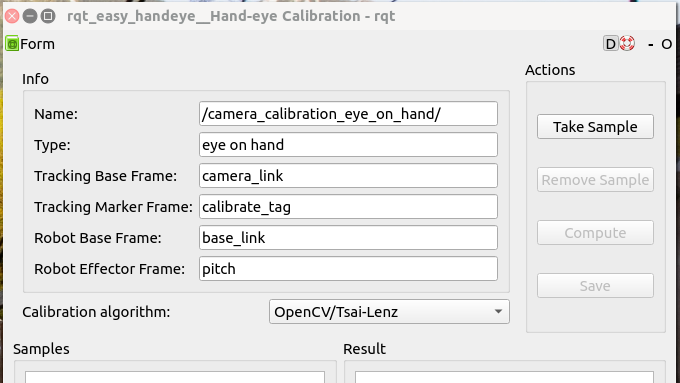 rqt_easy_handeye__Hand-eye Calibration - rqt
Form
D - O
Info
Actions
Name: /camera_calibration_eye_on_hand/
Type: eye on hand
Tracking Base Frame: camera_link
Tracking Marker Frame: calibrate_tag
Robot Base Frame: base_link
Robot Effector Frame: pitch
Take Sample
Remove Sample
Compute
Save
Calibration algorithm: OpenCV/Tsai-Lenz
Samples
Result